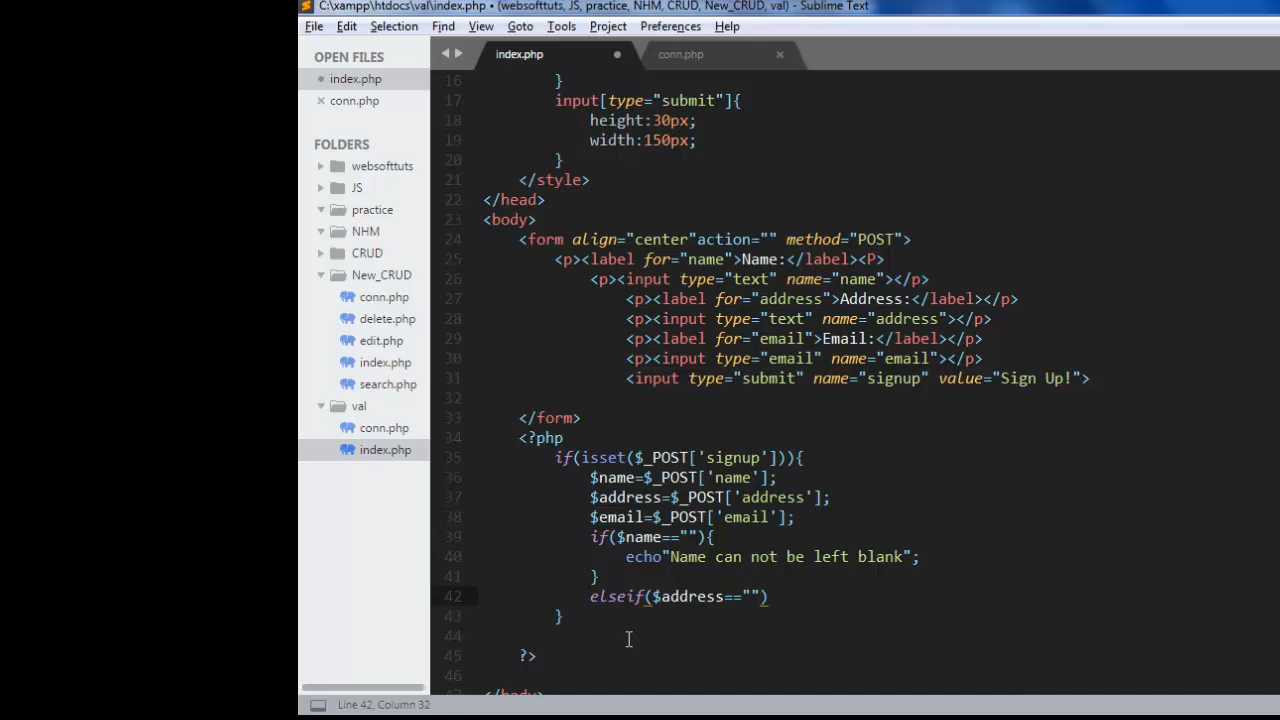 C:\xampp\htdocs\val\index.php • (websofttuts, JS, practice, NHM, CRUD, New_CRUD, val) - Sublime Text
File Edit Selection Find View Goto Tools Project Preferences Help
OPEN FILES
index.php
conn.php
FOLDERS
websofttuts
JS
practice
NHM
CRUD
New_CRUD
conn.php
delete.php
edit.php
index.php
search.php
val
conn.php
index.php
index.php conn.php
16 }
17 input[type="submit"]{
18 height:30px;
19 width:150px;
20 }
21 </style>
22 </head>
23 <body>
24 <form align="center"action="" method="POST">
25 <p><label for="name">Name:</label><P>
26 <p><input type="text" name="name"></p>
27 <p><label for="address">Address:</label></p>
28 <p><input type="text" name="address"></p>
29 <p><label for="email">Email:</label></p>
30 <p><input type="email" name="email"></p>
31 <input type="submit" name="signup" value="Sign Up!">
32
33 </form>
34 <?php
35 if(isset($_POST['signup'])){
36 $name=$_POST['name'];
37 $address=$_POST['address'];
38 $email=$_POST['email'];
39 if($name==""){
40 echo"Name can not be left blank";
41 }
42 elseif($address=="")
43 }
44
45 ?>
46
47 </body>
Line 42, Column 32